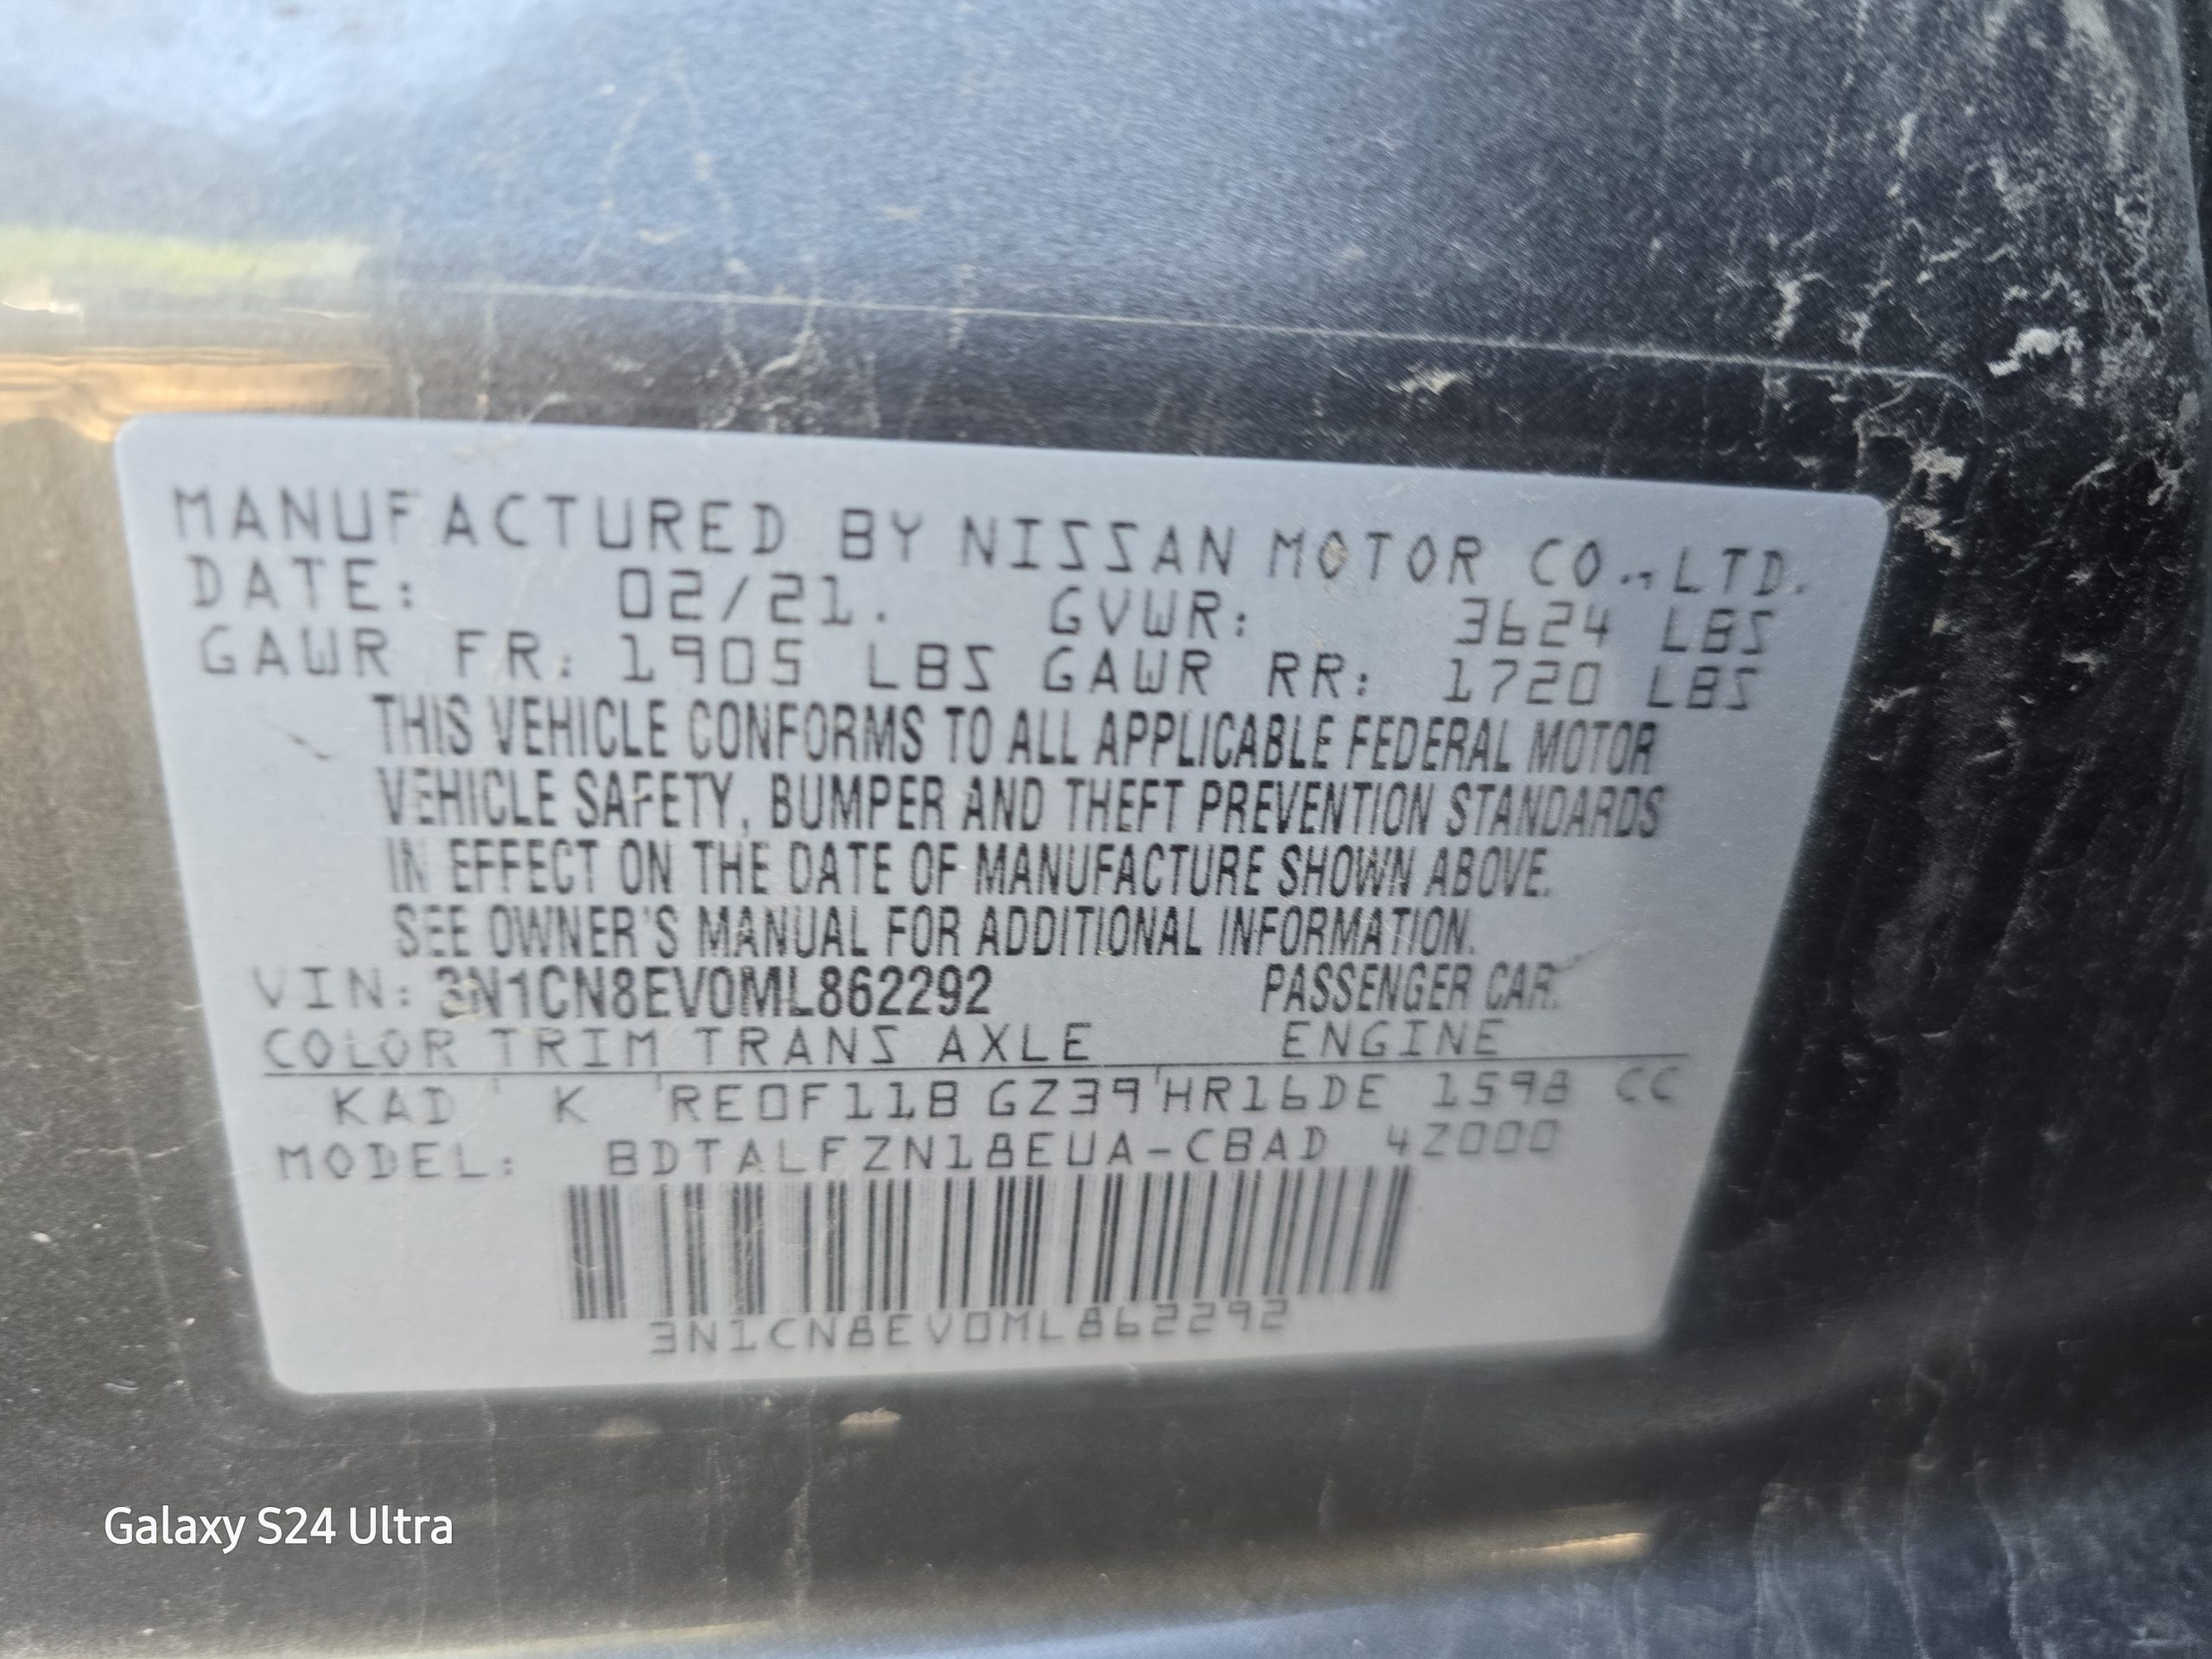 MANUFACTURED BY NISSAN MOTOR CO., LTD.
DATE: 02/21. GVWR: 3624 LBS
GAWR FR: 1905 LBS GAWR RR: 1720 LBS
THIS VEHICLE CONFORMS TO ALL APPLICABLE FEDERAL MOTOR
VEHICLE SAFETY, BUMPER AND THEFT PREVENTION STANDARDS
IN EFFECT ON THE DATE OF MANUFACTURE SHOWN ABOVE.
SEE OWNER'S MANUAL FOR ADDITIONAL INFORMATION.
VIN: 3N1CN8EV0ML862292 PASSENGER CAR.
COLOR TRIM TRANS AXLE ENGINE
KAD K RE0F11B GZ39 HR16DE 1598 CC
MODEL: BDTALFZN18EUA-CBAD 4Z000
3N1CN8EV0ML862292
Galaxy S24 Ultra